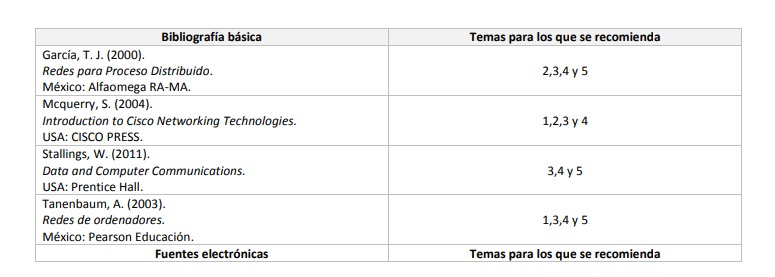 Bibliografía básica
Temas para los que se recomienda
García, T. J. (2000).
Redes para Proceso Distribuido.
México: Alfaomega RA-MA.
2,3,4 y 5
Mcquerry, S. (2004).
Introduction to Cisco Networking Technologies.
USA: CISCO PRESS.
1,2,3 y 4
Stallings, W. (2011).
Data and Computer Communications.
USA: Prentice Hall.
3,4 y 5
Tanenbaum, A. (2003).
Redes de ordenadores.
México: Pearson Educación.
1,3,4 y 5
Fuentes electrónicas
Temas para los que se recomienda